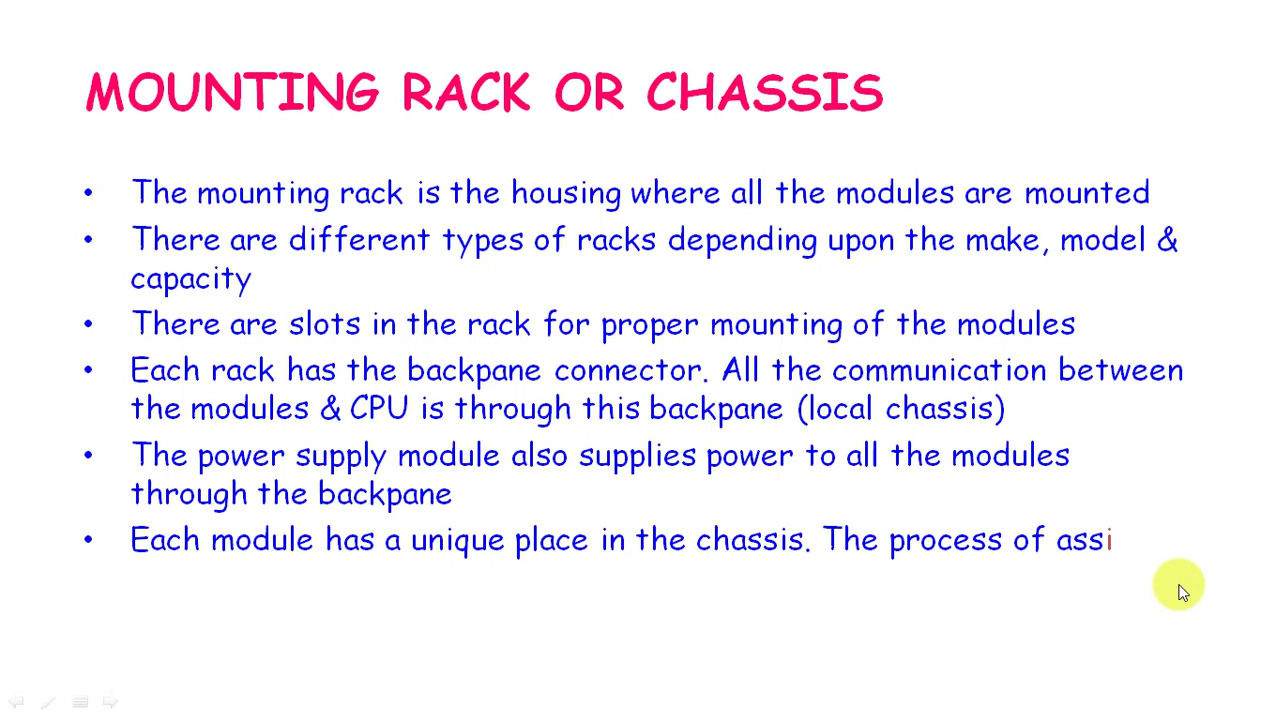 MOUNTING RACK OR CHASSIS
• The mounting rack is the housing where all the modules are mounted
• There are different types of racks depending upon the make, model &
capacity
• There are slots in the rack for proper mounting of the modules
• Each rack has the backpane connector. All the communication between
the modules & CPU is through this backpane (local chassis)
• The power supply module also supplies power to all the modules
through the backpane
• Each module has a unique place in the chassis. The process of assi